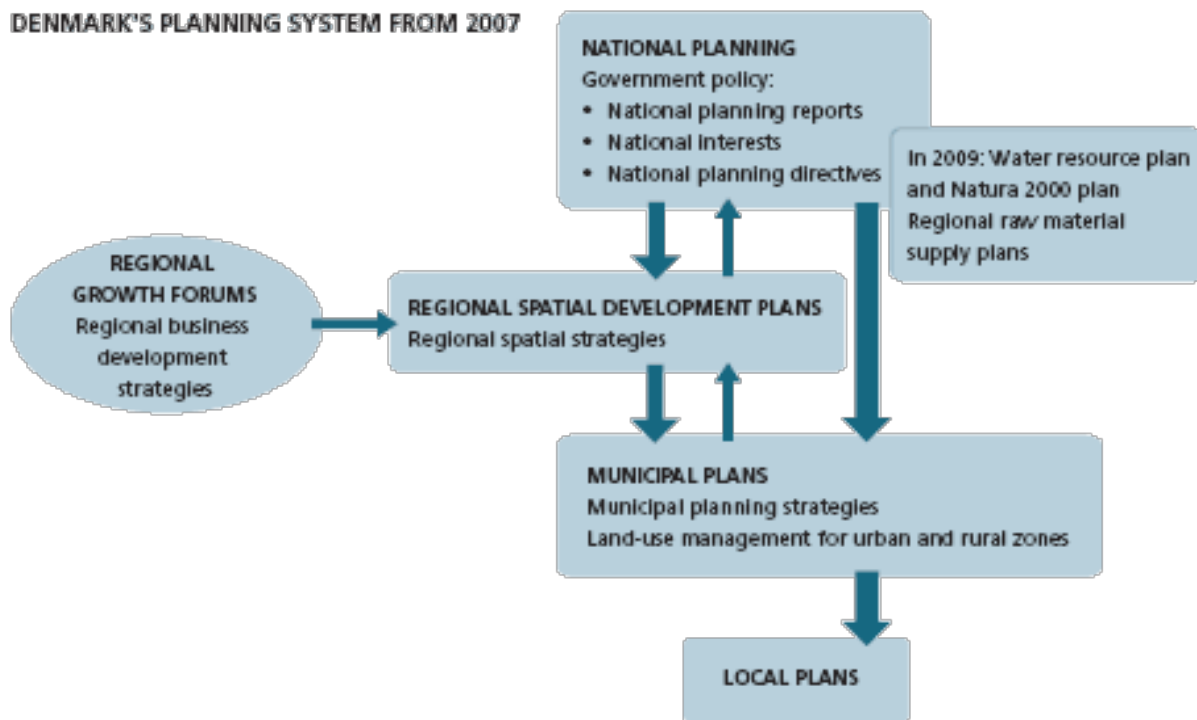 DENMARK'S PLANNING SYSTEM FROM 2007
NATIONAL PLANNING
Government policy:
• National planning reports
• National interests
• National planning directives
In 2009: Water resource plan
and Natura 2000 plan
Regional raw material
supply plans
REGIONAL
GROWTH FORUMS
Regional business
development
strategies
REGIONAL SPATIAL DEVELOPMENT PLANS
Regional spatial strategies
MUNICIPAL PLANS
Municipal planning strategies
Land-use management for urban and rural zones
LOCAL PLANS